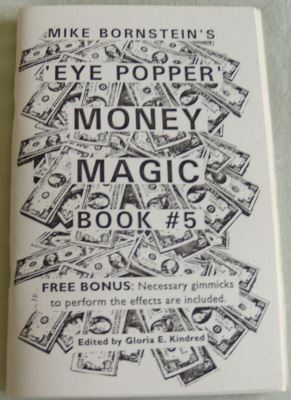 MIKE BORNSTEIN'S
'EYE POPPER'
MONEY
MAGIC
BOOK #5
FREE BONUS: Necessary gimmicks
to perform the effects are included.
Edited by Gloria E. Kindred